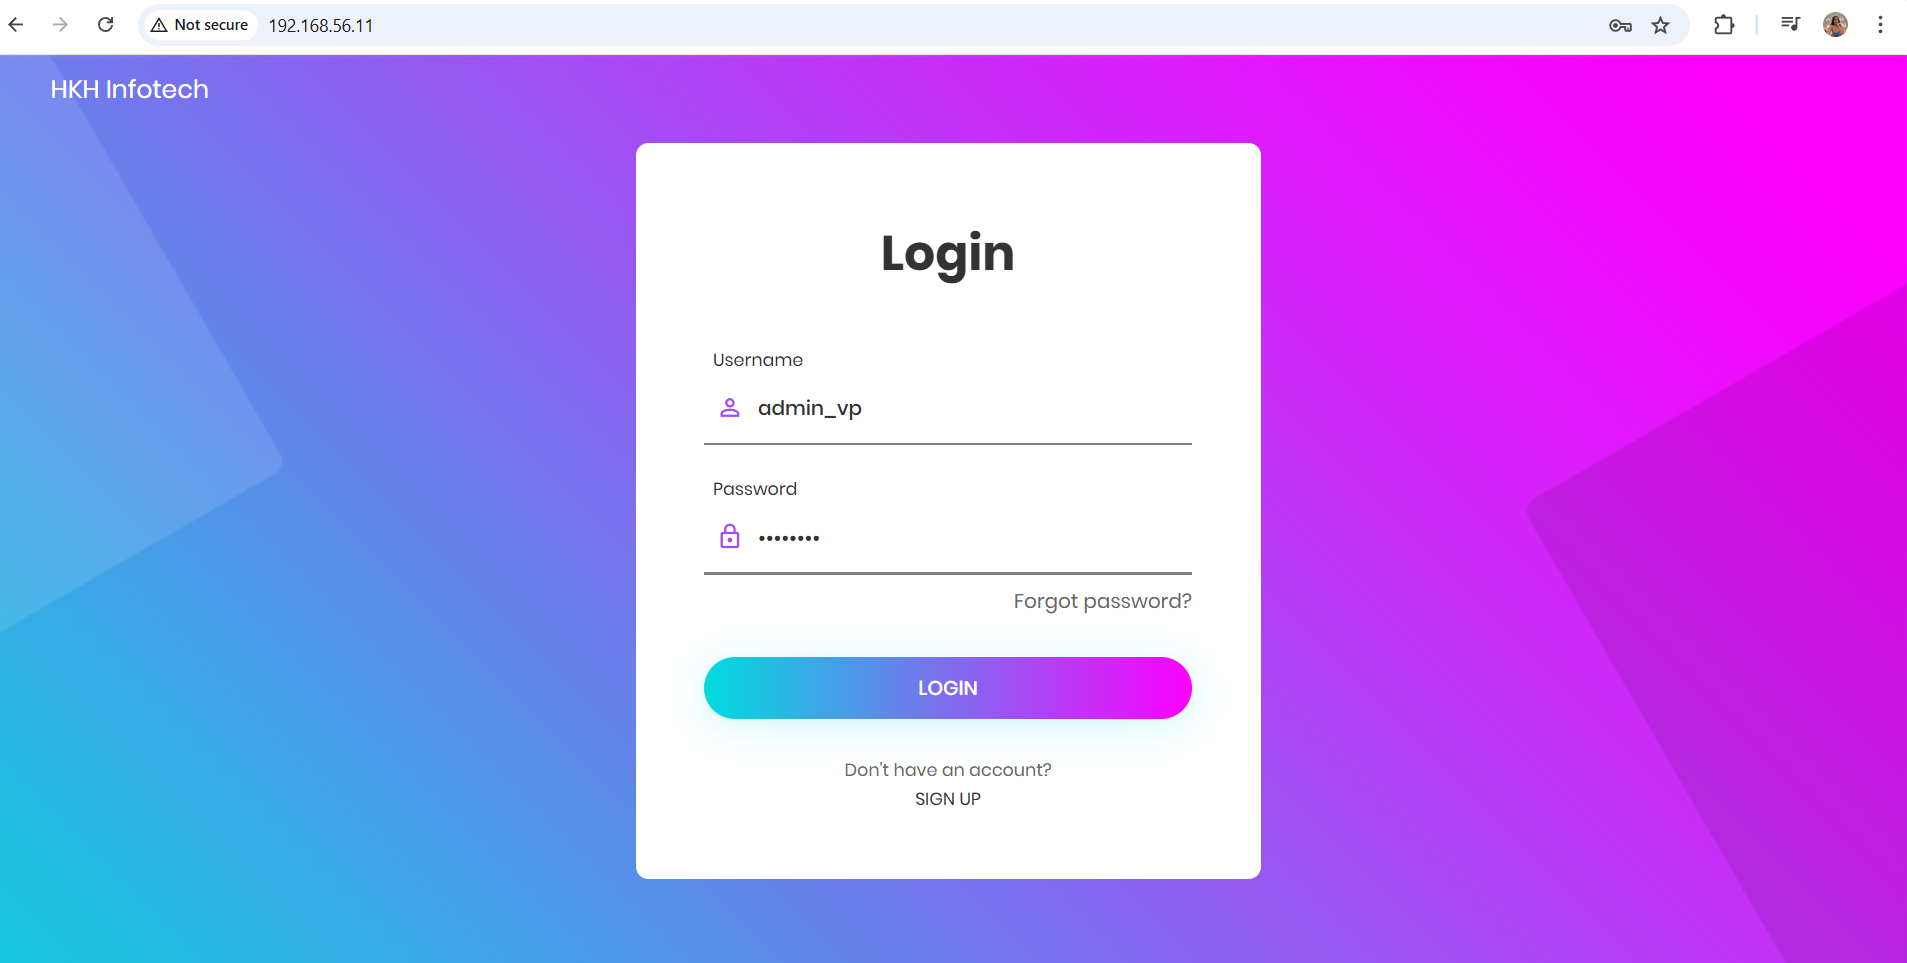 Not secure 192.168.56.11
HKH Infotech
Login
Username
admin_vp
Password
••••••••
Forgot password?
LOGIN
Don't have an account?
SIGN UP